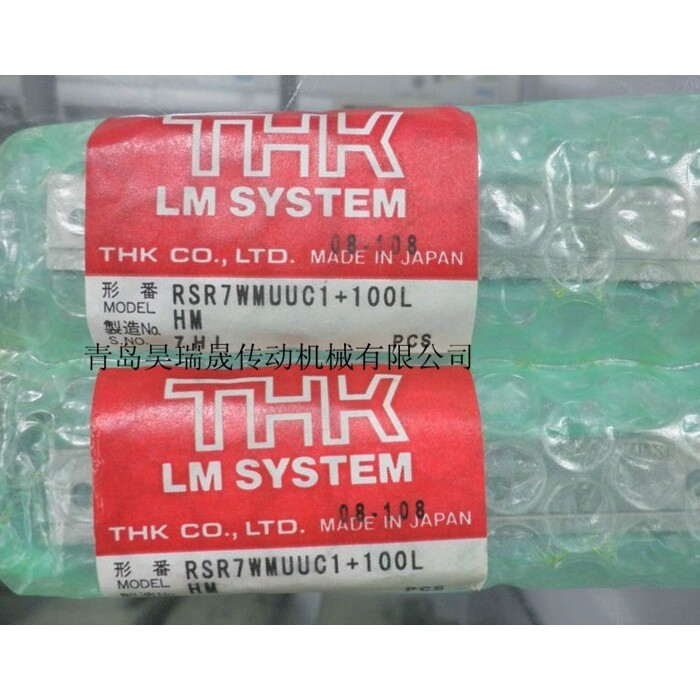 THK
LM SYSTEM
08-108
THK CO., LTD. MADE IN JAPAN
形 番 RSR7WMUUC1+100L
MODEL HM
製造No.
S.NO. PCS
青岛昊瑞晟传动机械有限公司
THK
LM SYSTEM
08-108
THK CO., LTD. MADE IN JAPAN
形 番 RSR7WMUUC1+100L
MODEL HM
PCS